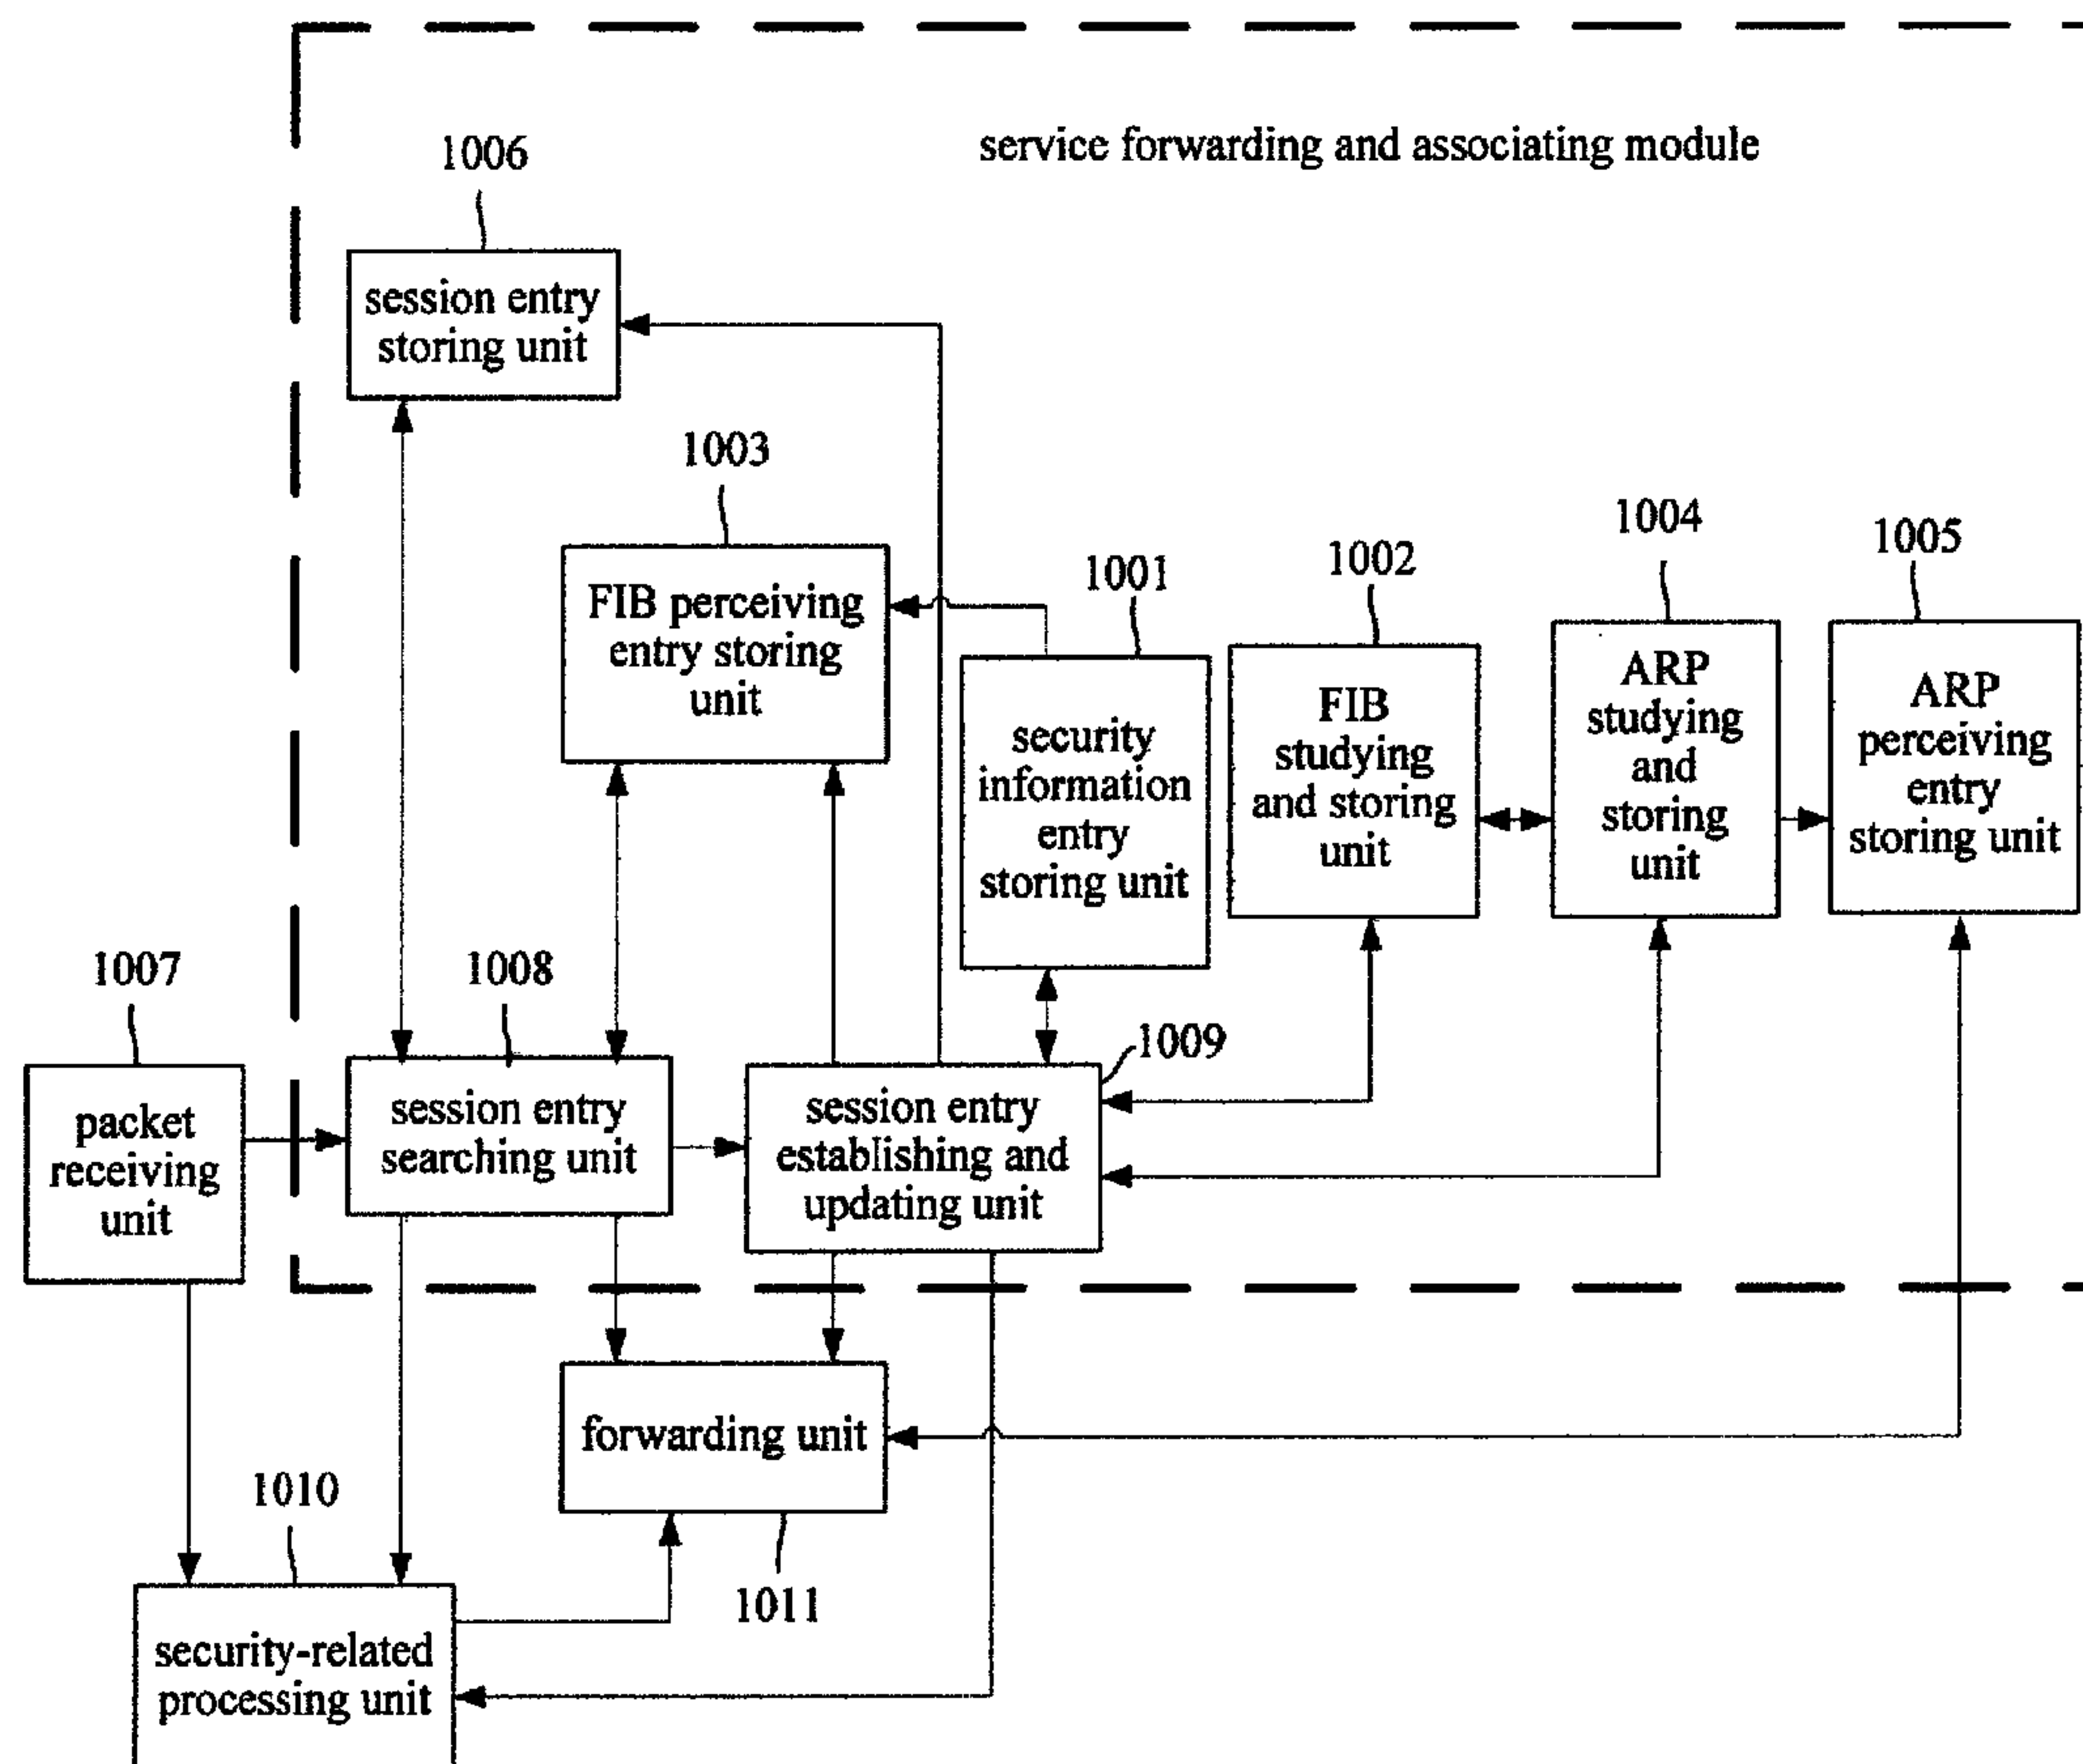 service forwarding and associating module
1006
session entry
storing unit
1003
FIB perceiving
entry storing
unit
1001
security
information
entry
storing unit
1002
FIB
studying
and storing
unit
1004
ARP
studying
and
storing
unit
1005
ARP
perceiving
entry
storing unit
1007
packet
receiving
unit
1008
session entry
searching unit
1009
session entry
establishing and
updating unit
forwarding unit
1011
1010
security-related
processing unit